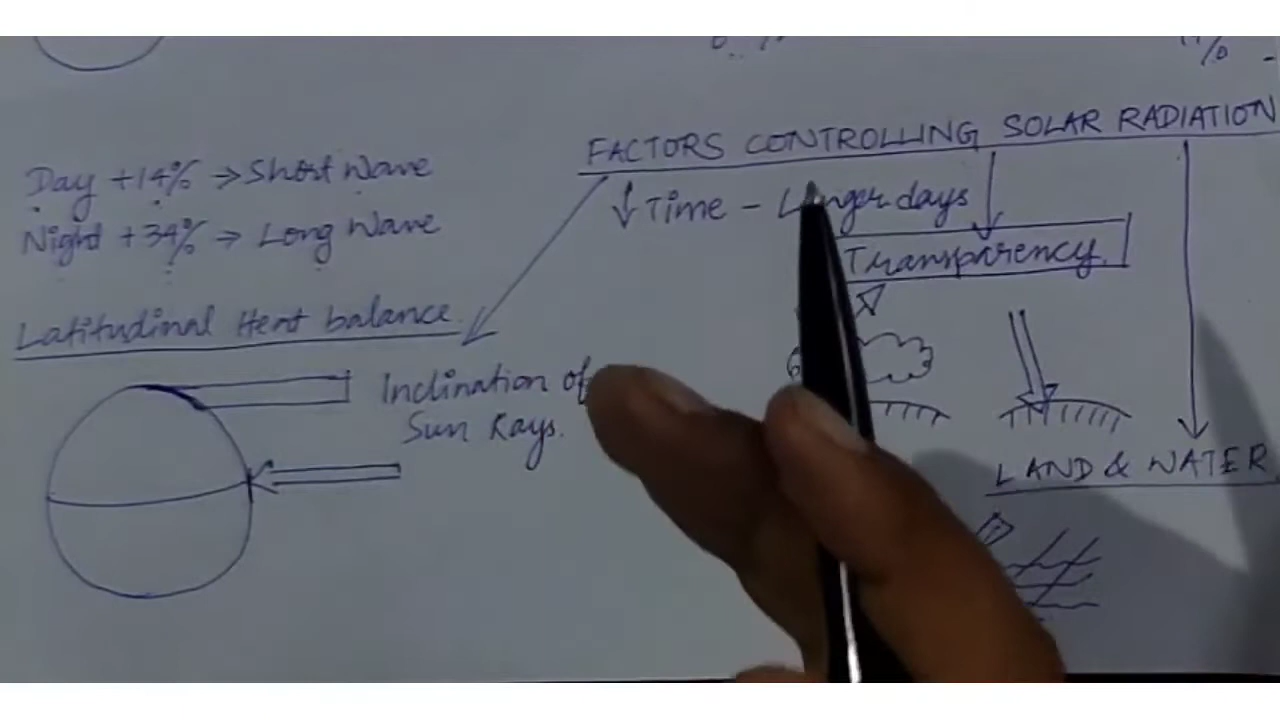 FACTORS CONTROLLING SOLAR RADIATION
Day +14% → Short Wave
Night +34% → Long Wave
↓ Time - Longer days
Transparency.
Latitudinal Heat balance
Inclination of
Sun Rays.
LAND & WATER